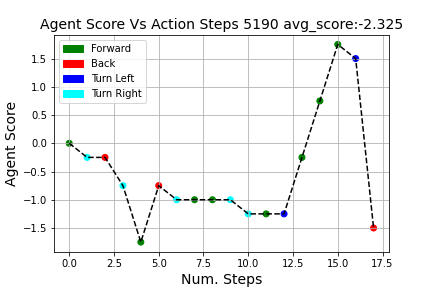 Agent Score Vs Action Steps 5190 avg_score:-2.325
Forward
Back
Turn Left
Turn Right
Agent Score
1.5
1.0
0.5
0.0
−0.5
−1.0
−1.5
0.0 2.5 5.0 7.5 10.0 12.5 15.0 17.5
Num. Steps